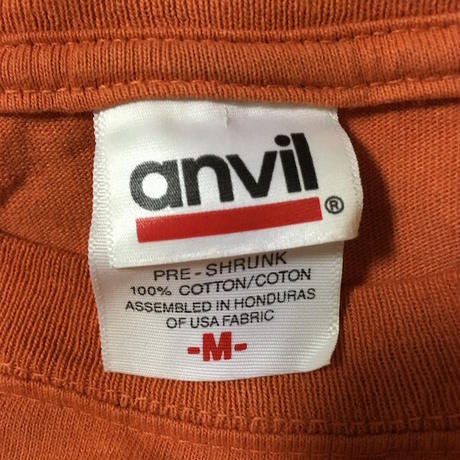 anvil®
PRE-SHRUNK
100% COTTON/COTON
ASSEMBLED IN HONDURAS
OF USA FABRIC
-M-